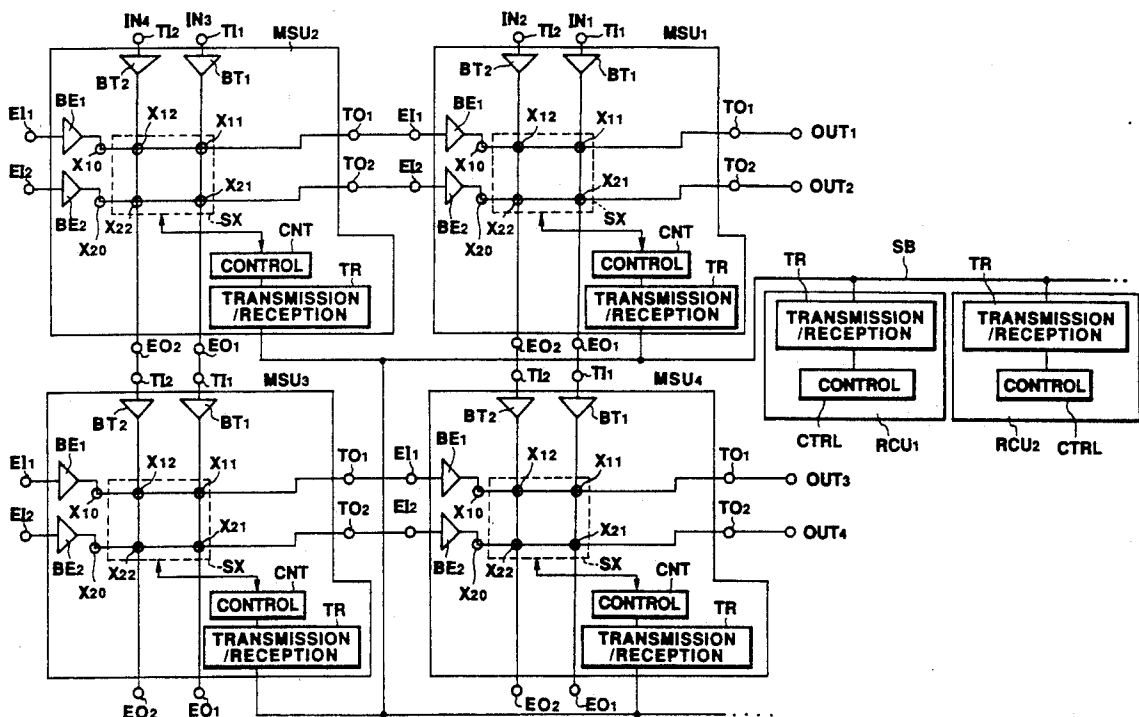 IN4 IN3 IN2 IN1
TI2 TI1 MSU2 TI2 TI1 MSU1
BT2 BT1 BT2 BT1
BE1 BE1
EI1 X12 X11 TO1 EI1 X12 X11 TO1 OUT1
X10 X10
EI2 TO2 EI2 TO2 OUT2
X21 X21
BE2 X22 SX BE2 X22 SX
X20 X20
CNT CNT
CONTROL CONTROL
TR TR
TRANSMISSION TRANSMISSION
/RECEPTION /RECEPTION
TR SB TR
TRANSMISSION TRANSMISSION
/RECEPTION /RECEPTION
CONTROL CONTROL
CTRL RCU1 RCU2 CTRL
EO2 EO1 EO2 EO1
TI2 TI1 MSU3 TI2 TI1 MSU4
BT2 BT1 BT2 BT1
BE1 BE1
EI1 X12 X11 TO1 EI1 X12 X11 TO1 OUT3
X10 X10
EI2 TO2 EI2 TO2 OUT4
X21 X21
BE2 X22 SX BE2 X22 SX
X20 X20
CNT CNT
CONTROL CONTROL
TR TR
TRANSMISSION TRANSMISSION
/RECEPTION /RECEPTION
EO2 EO1 EO2 EO1